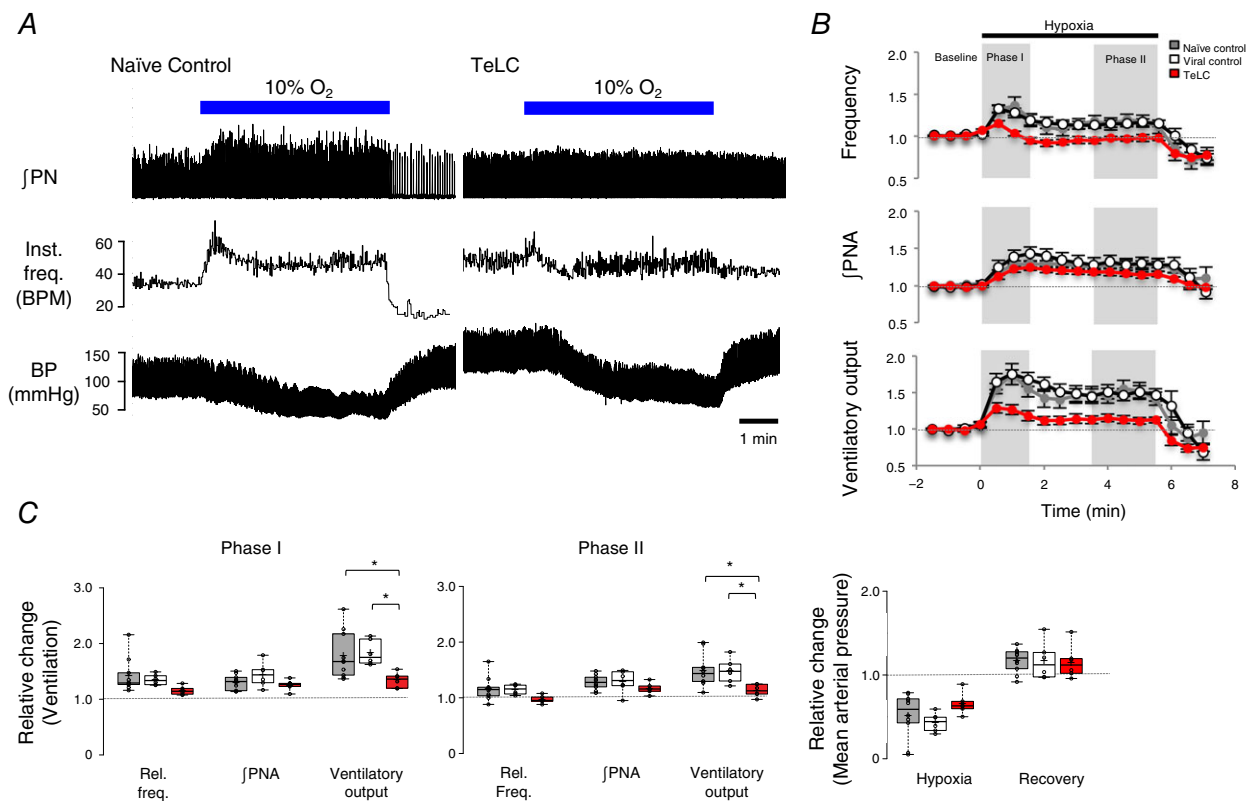 A
Naïve Control
TeLC
10% O2
10% O2
∫PN
Inst.
freq.
(BPM)
60
40
20
BP
(mmHg)
150
100
50
1 min
B
Hypoxia
Baseline
Phase I
Phase II
Naïve control
Viral control
TeLC
Frequency
2.0
1.5
1.0
0.5
∫PNA
2.0
1.5
1.0
0.5
Ventilatory output
2.0
1.5
1.0
0.5
−2
0
2
4
6
8
Time (min)
C
Phase I
Relative change
(Ventilation)
3.0
2.0
1.0
0
*
*
Rel.
freq.
∫PNA
Ventilatory
output
Phase II
3.0
2.0
1.0
0
*
*
Rel.
Freq.
∫PNA
Ventilatory
output
Relative change
(Mean arterial pressure)
2.0
1.0
0
Hypoxia
Recovery